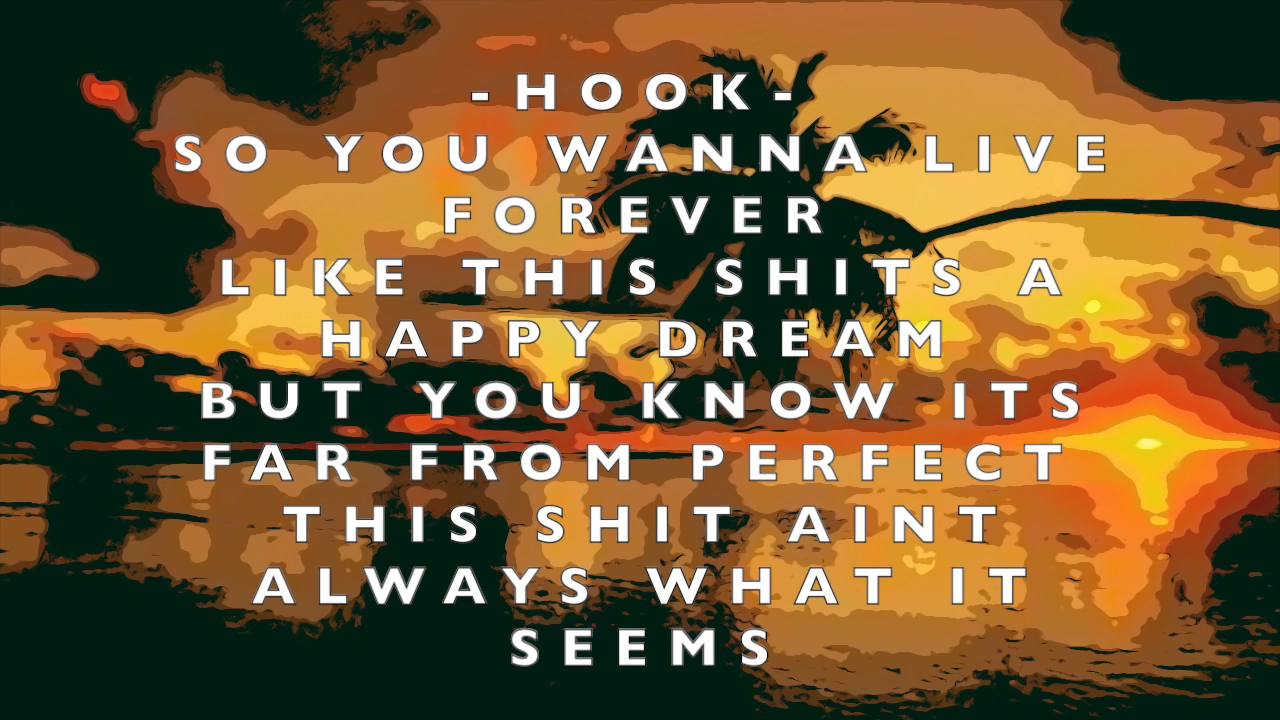 -HOOK-
SO YOU WANNA LIVE
FOREVER
LIKE THIS SHITS A
HAPPY DREAM
BUT YOU KNOW ITS
FAR FROM PERFECT
THIS SHIT AINT
ALWAYS WHAT IT
SEEMS